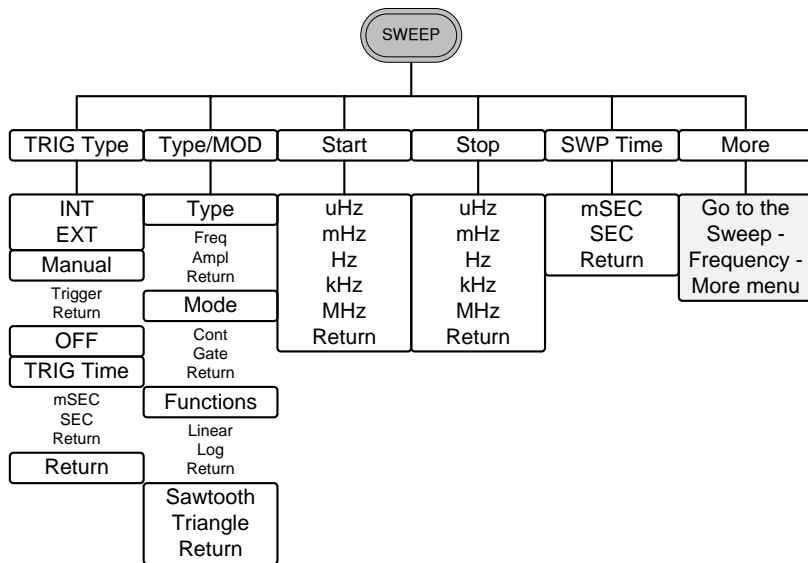 SWEEP
TRIG Type
Type/MOD
Start
Stop
SWP Time
More
INT
EXT
Manual
Trigger
Return
OFF
TRIG Time
mSEC
SEC
Return
Return
Type
Freq
Ampl
Return
Mode
Cont
Gate
Return
Functions
Linear
Log
Return
Sawtooth
Triangle
Return
uHz
mHz
Hz
kHz
MHz
Return
uHz
mHz
Hz
kHz
MHz
Return
mSEC
SEC
Return
Go to the
Sweep -
Frequency -
More menu